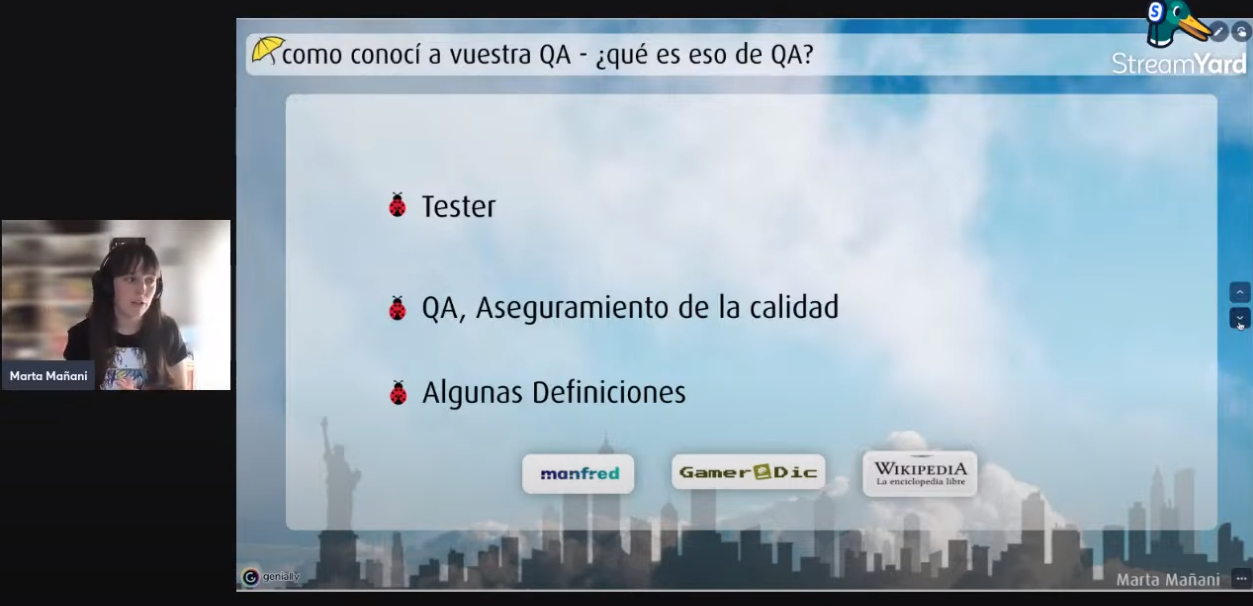 como conocí a vuestra QA - ¿qué es eso de QA?
StreamYard
Tester
QA, Aseguramiento de la calidad
Algunas Definiciones
manfred
GamerDic
WIKIPEDIA
La enciclopedia libre
Marta Mañani
genially
Marta Mañani